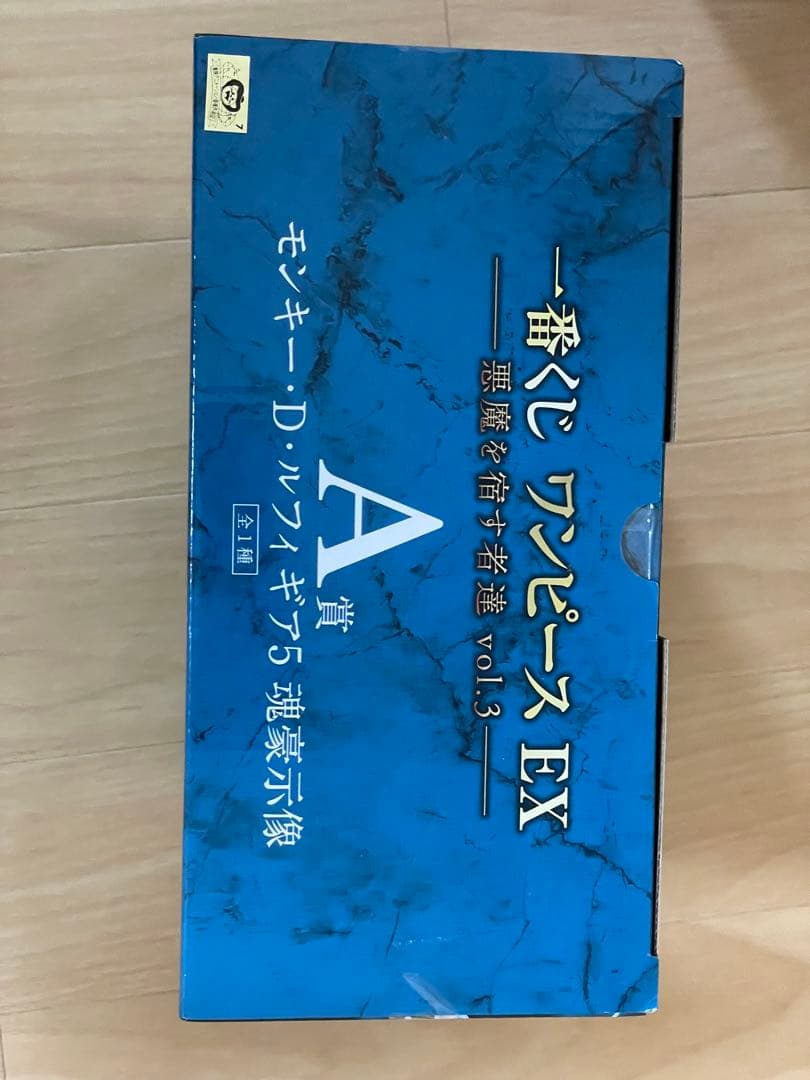 一番くじ ワンピース EX
悪魔を宿す者達 vol.3
A賞
モンキー・D・ルフィ ギア5 魂豪示像
全1種